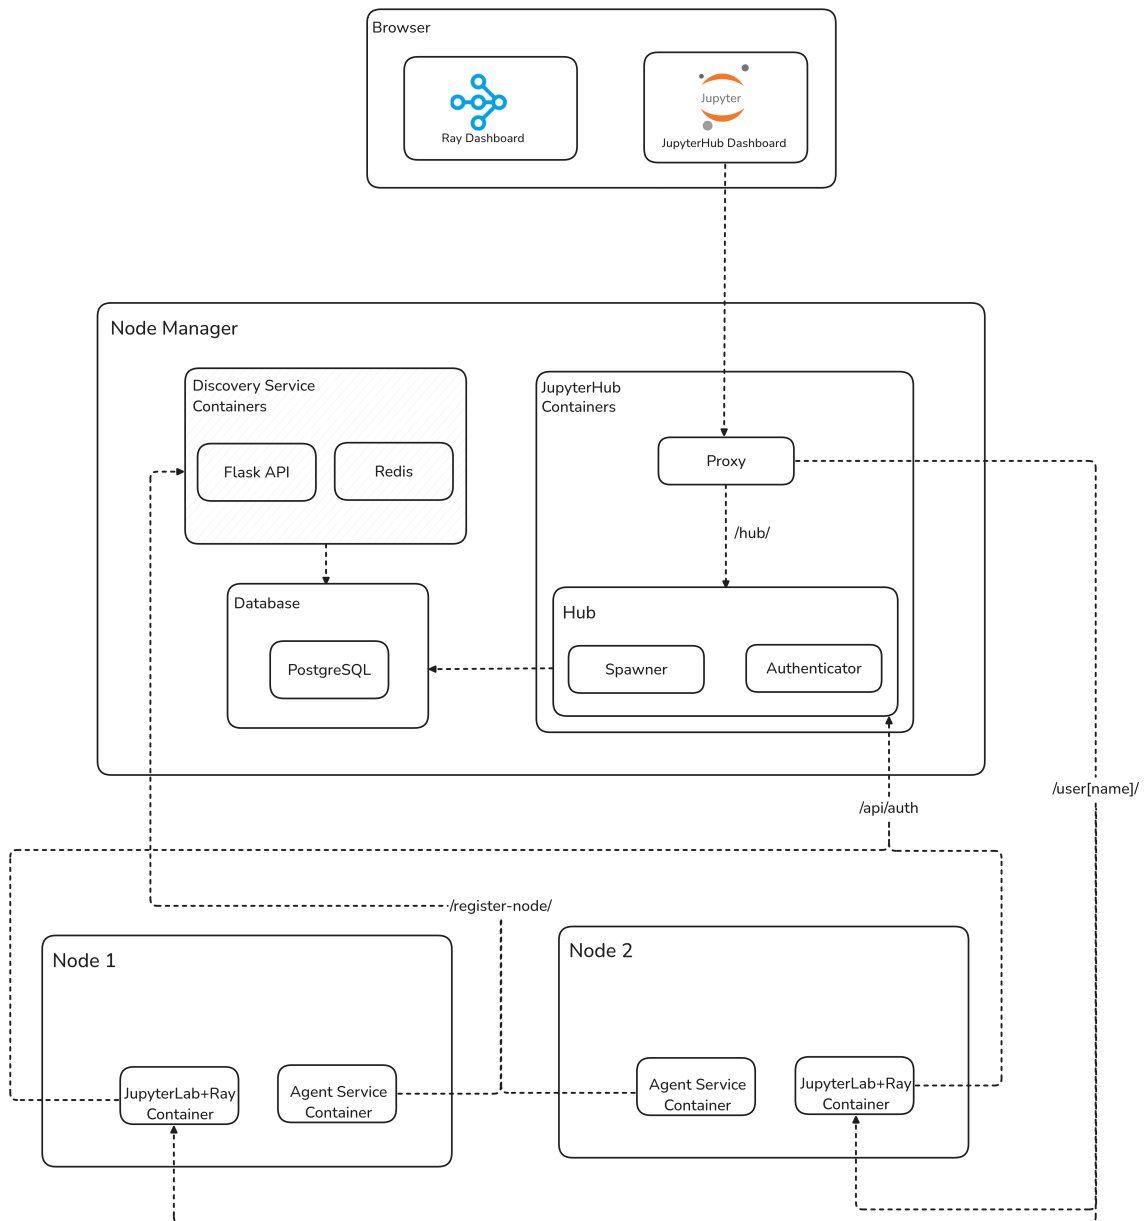 Browser
Jupyter
Ray Dashboard
JupyterHub Dashboard
Node Manager
Discovery Service
Containers
JupyterHub
Containers
Flask API
Redis
Proxy
/hub/
Database
Hub
PostgreSQL
Spawner
Authenticator
/user[name]/
/api/auth
/register-node/
Node 1
Node 2
JupyterLab+Ray
Container
Agent Service
Container
Agent Service
Container
JupyterLab+Ray
Container